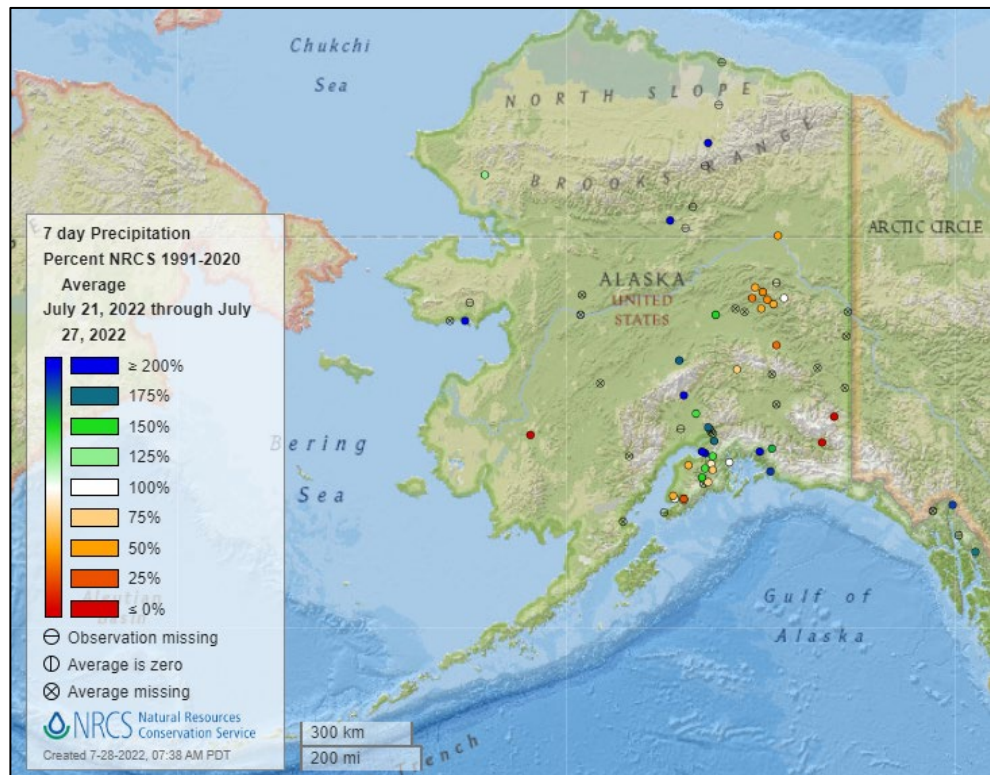 Chukchi
Sea
NORTH SLOPE
BROOKS RANGE
ARCTIC CIRCLE
ALASKA
UNITED
STATES
Bering
Sea
Gulf of
Alaska
7 day Precipitation
Percent NRCS 1991-2020
Average
July 21, 2022 through July
27, 2022
≥ 200%
175%
150%
125%
100%
75%
50%
25%
≤ 0%
Aleutian
Basin
Observation missing
Average is zero
Average missing
NRCS Natural Resources
Conservation Service
Created 7-28-2022, 07:38 AM PDT
300 km
200 mi
Trench